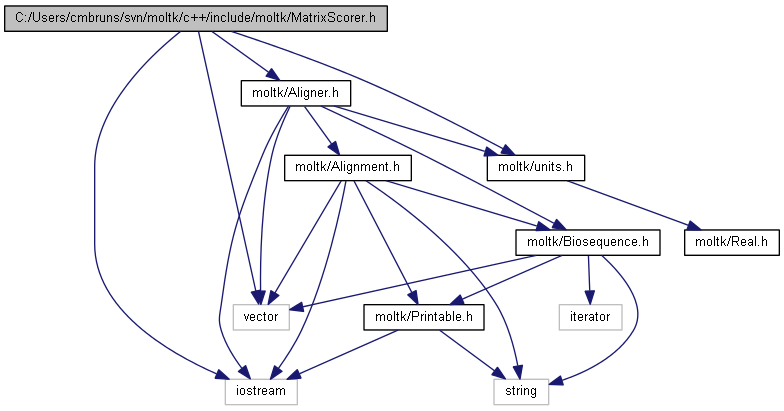 C:/Users/cmbruns/svn/moltk/c++/include/moltk/MatrixScorer.h
moltk/Aligner.h
moltk/Alignment.h
moltk/units.h
moltk/Biosequence.h
moltk/Real.h
vector
moltk/Printable.h
iterator
iostream
string